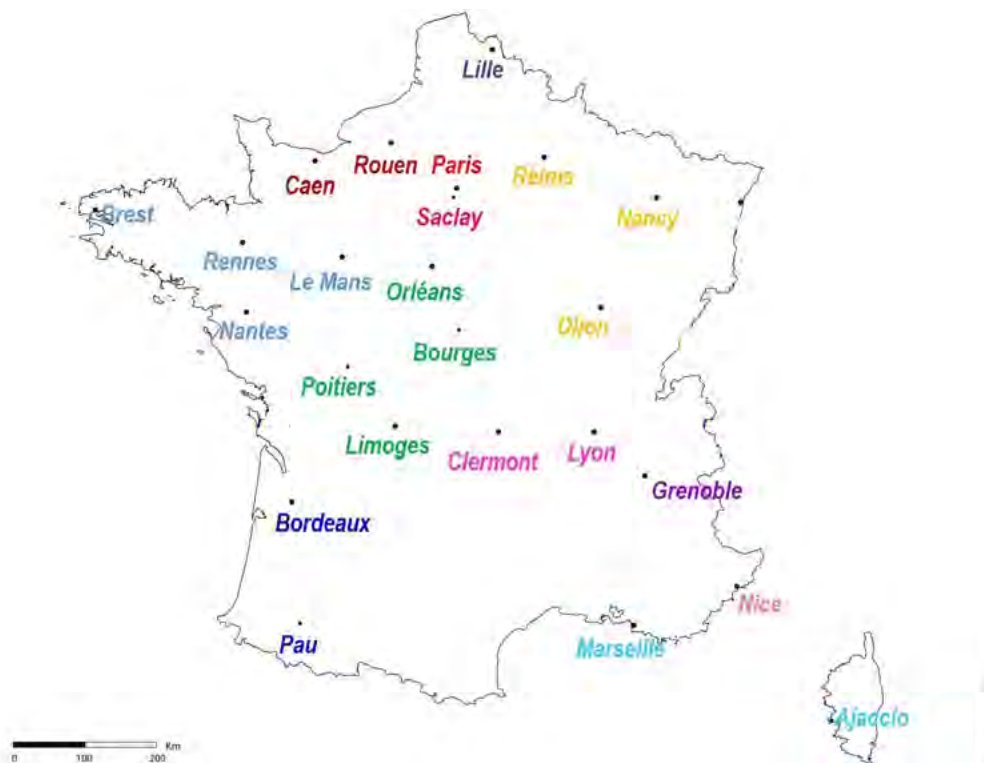 Lille
Rouen
Paris
Reims
Caen
Saclay
Nancy
Brest
Rennes
Le Mans
Orléans
Nantes
Dijon
Bourges
Poitiers
Limoges
Clermont
Lyon
Grenoble
Bordeaux
Nice
Pau
Marseille
Ajaccio
0 100 200 Km